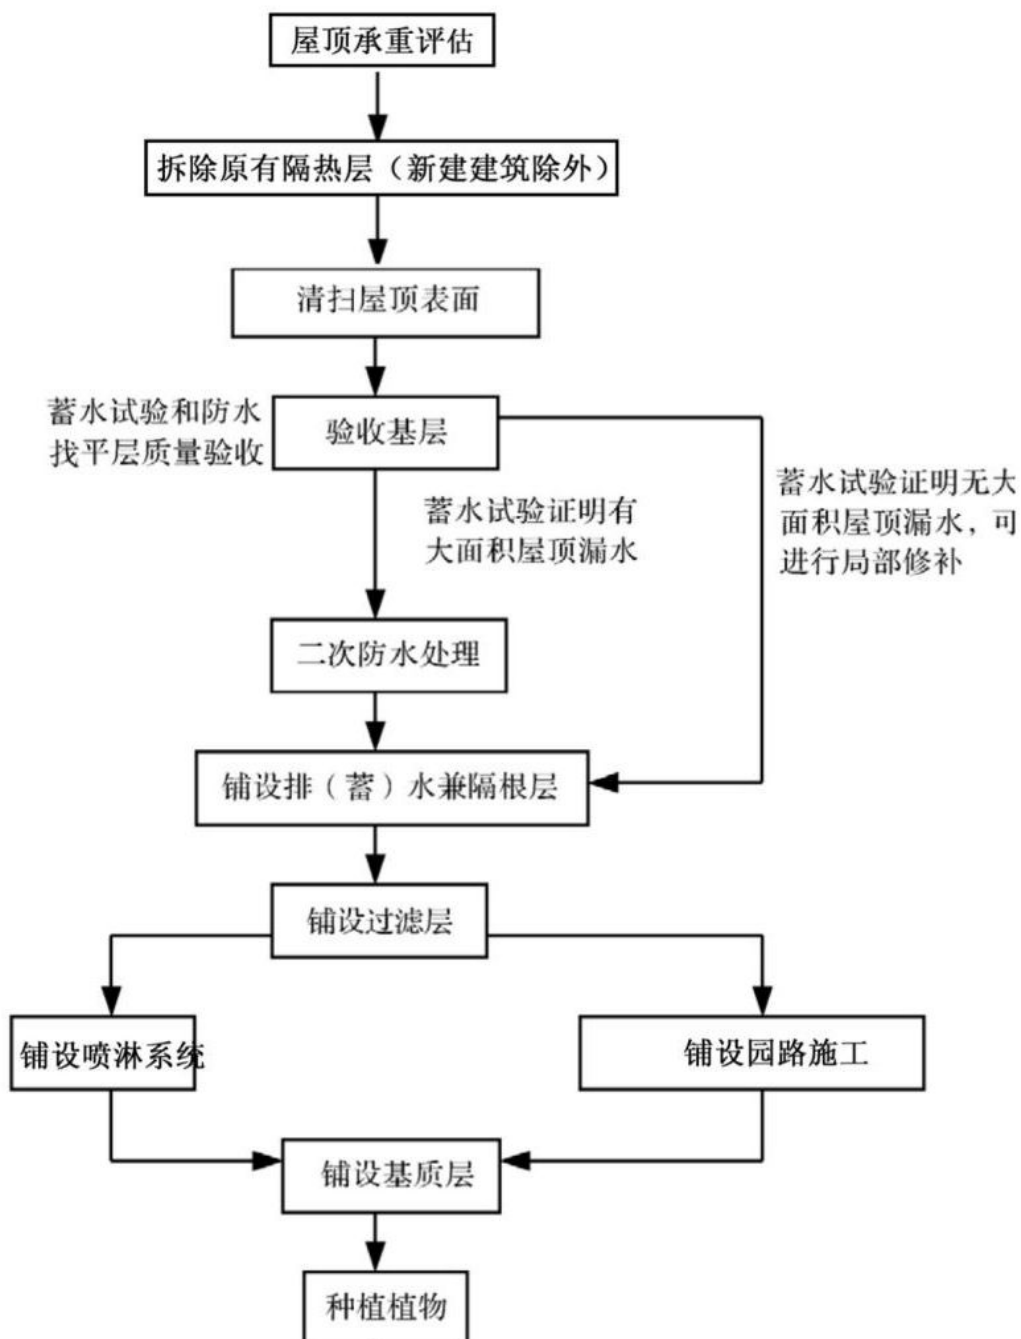 屋顶承重评估
拆除原有隔热层（新建建筑除外）
清扫屋顶表面
蓄水试验和防水
找平层质量验收
验收基层
蓄水试验证明有
大面积屋顶漏水
蓄水试验证明无大
面积屋顶漏水，可
进行局部修补
二次防水处理
铺设排（蓄）水兼隔根层
铺设过滤层
铺设喷淋系统
铺设园路施工
铺设基质层
种植植物